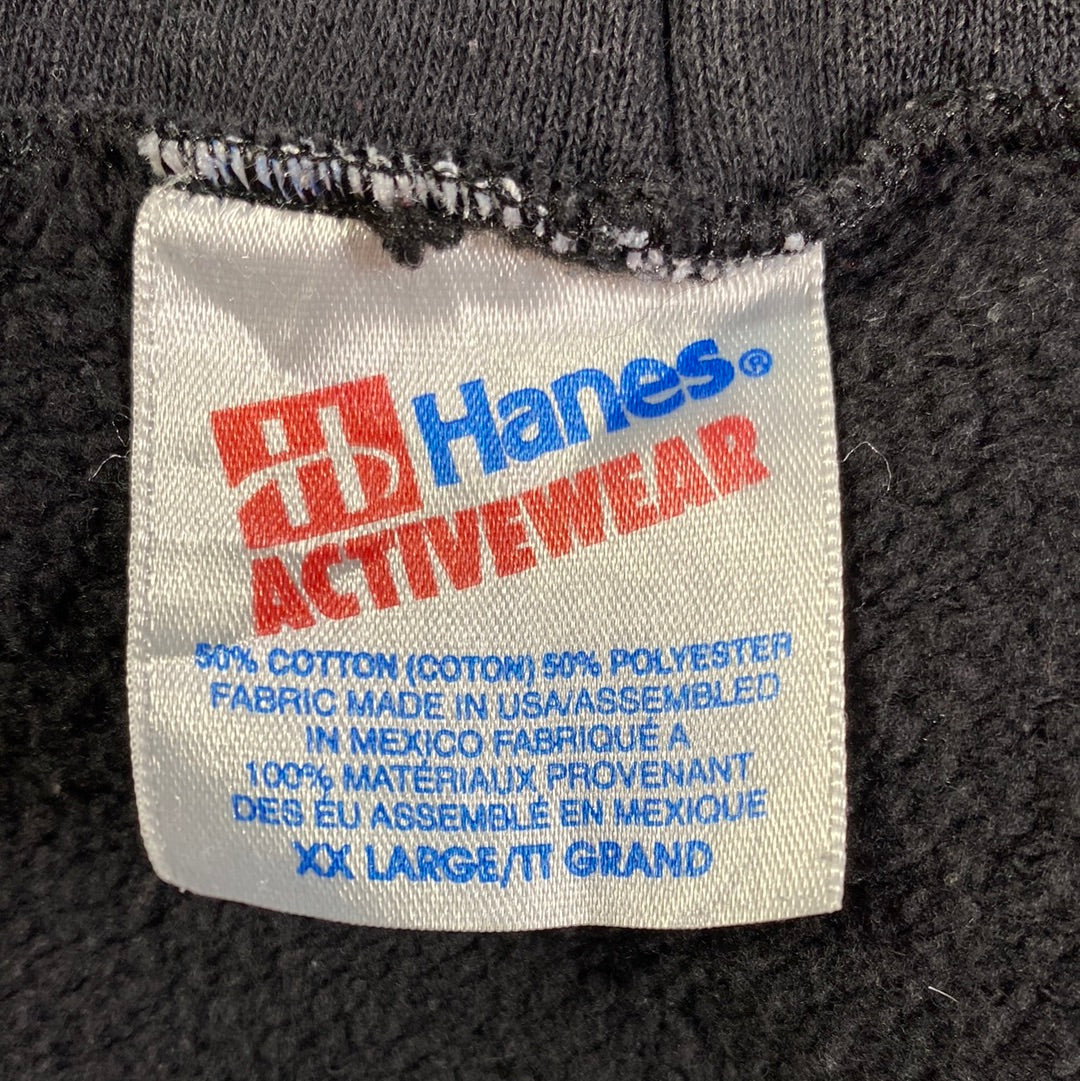 H Hanes®
ACTIVEWEAR
50% COTTON (COTON) 50% POLYESTER
FABRIC MADE IN USA/ASSEMBLED
IN MEXICO FABRIQUÉ A
100% MATÉRIAUX PROVENANT
DES EU ASSEMBLÉ EN MEXIQUE
XX LARGE/TT GRAND